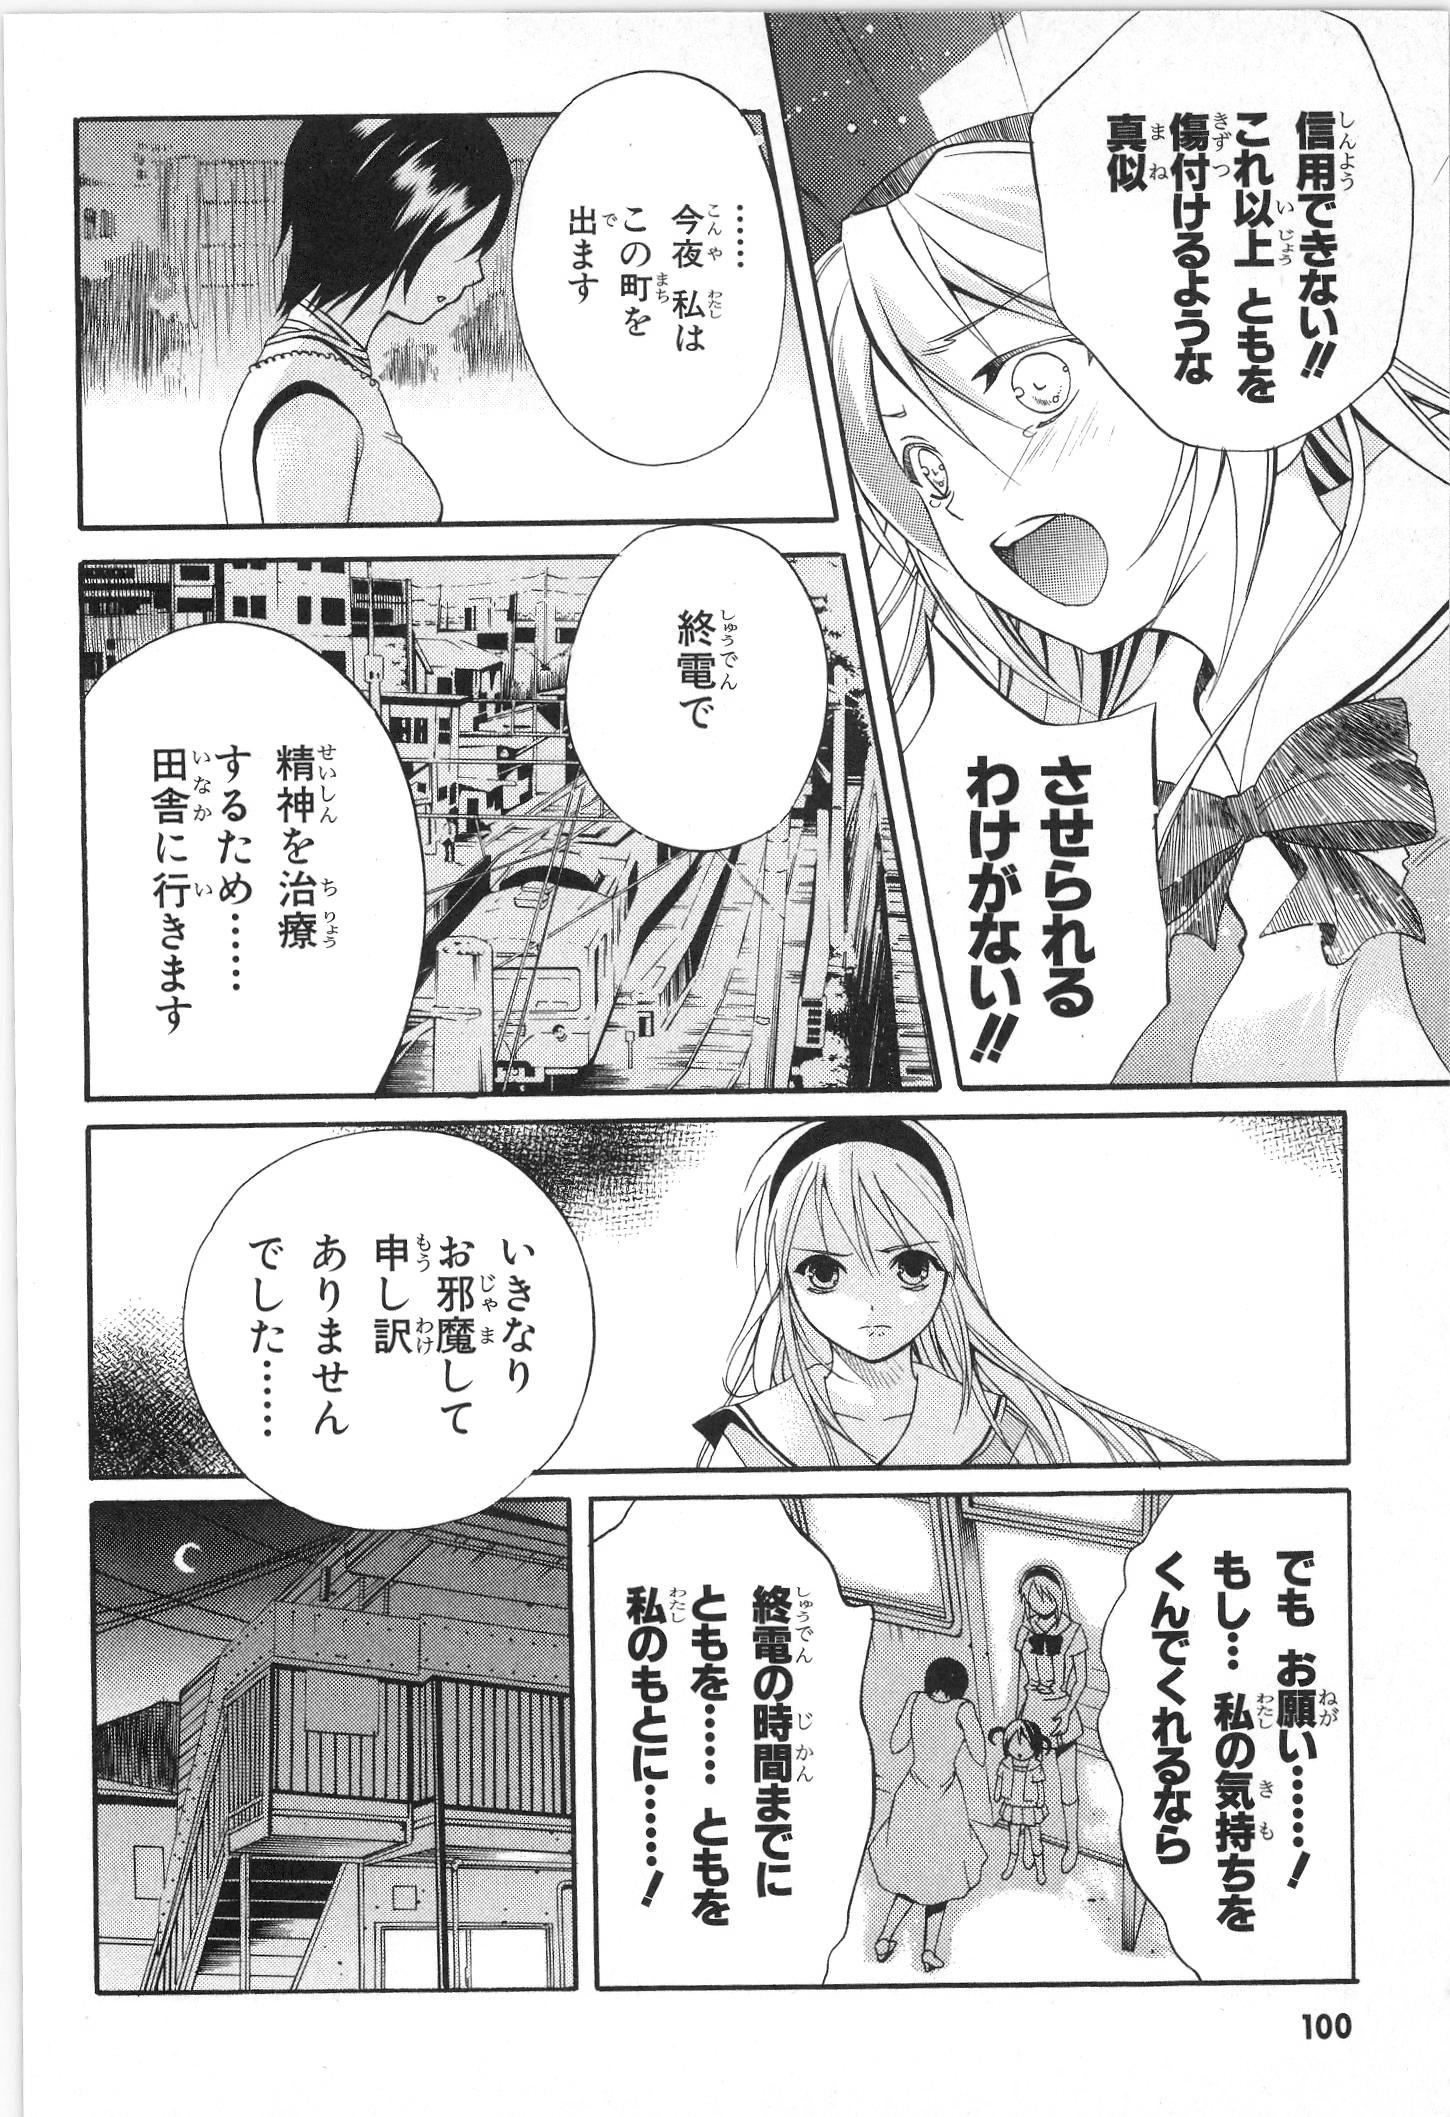 信用できない!!
これ以上 ともを
傷付けるような
真似
させられる
わけがない!!
……
今夜 私は
この町を
出ます
終電で
精神を治療
するため……
田舎に行きます
いきなり
お邪魔して
申し訳
ありません
でした……
でも お願い……!
もし… 私の気持ちを
くんでくれるなら
終電の時間までに
ともを…… ともを
私のもとに……!
100